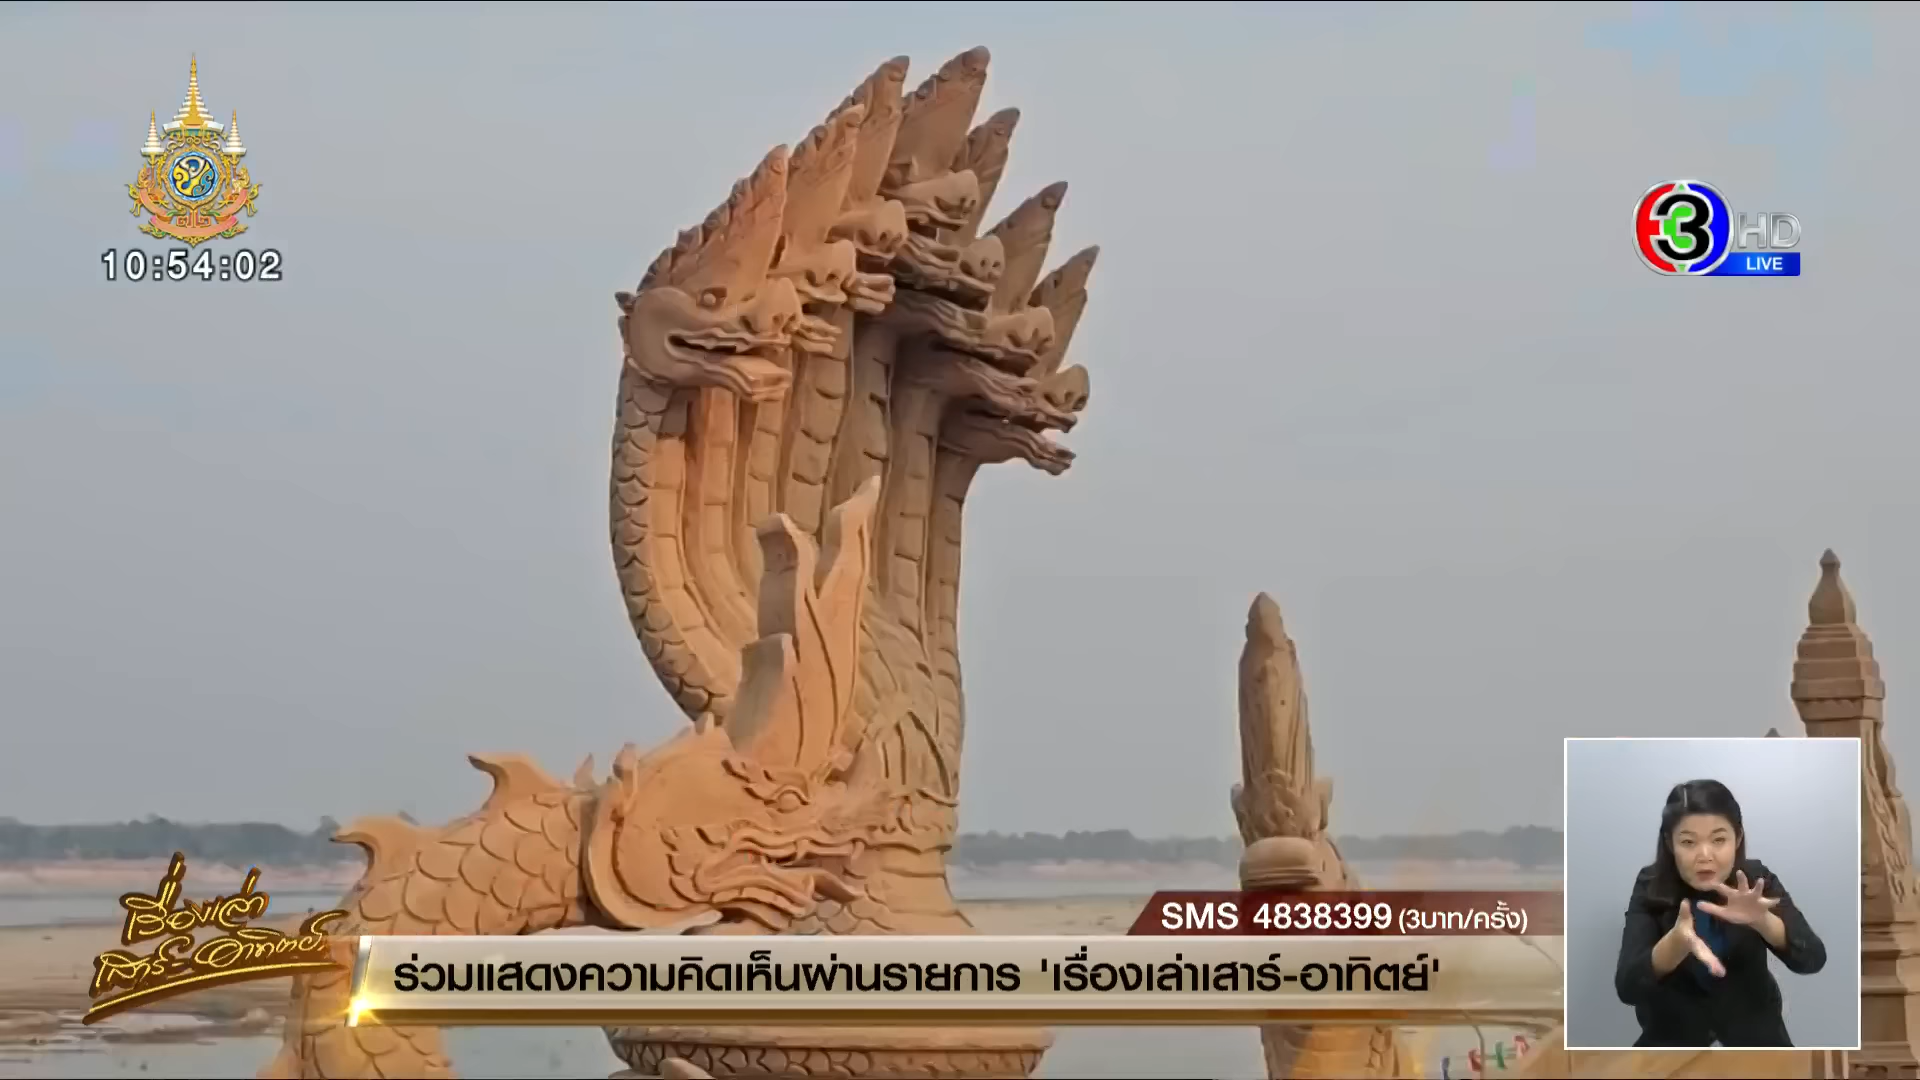 10:54:02
3 HD
LIVE
SMS 4838399 (3บาท/ครั้ง)
เรื่องเล่า
เสาร์-อาทิตย์
ร่วมแสดงความคิดเห็นผ่านรายการ 'เรื่องเล่าเสาร์-อาทิตย์'